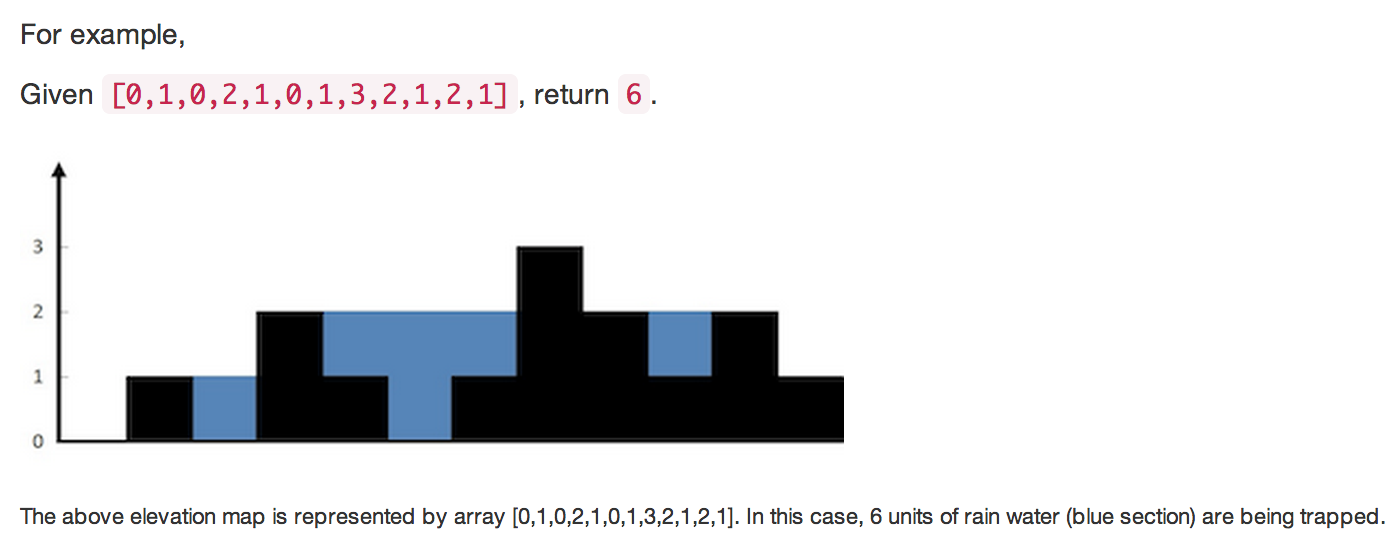 For example,
Given [0,1,0,2,1,0,1,3,2,1,2,1] , return 6 .
3
2
1
0
The above elevation map is represented by array [0,1,0,2,1,0,1,3,2,1,2,1]. In this case, 6 units of rain water (blue section) are being trapped.